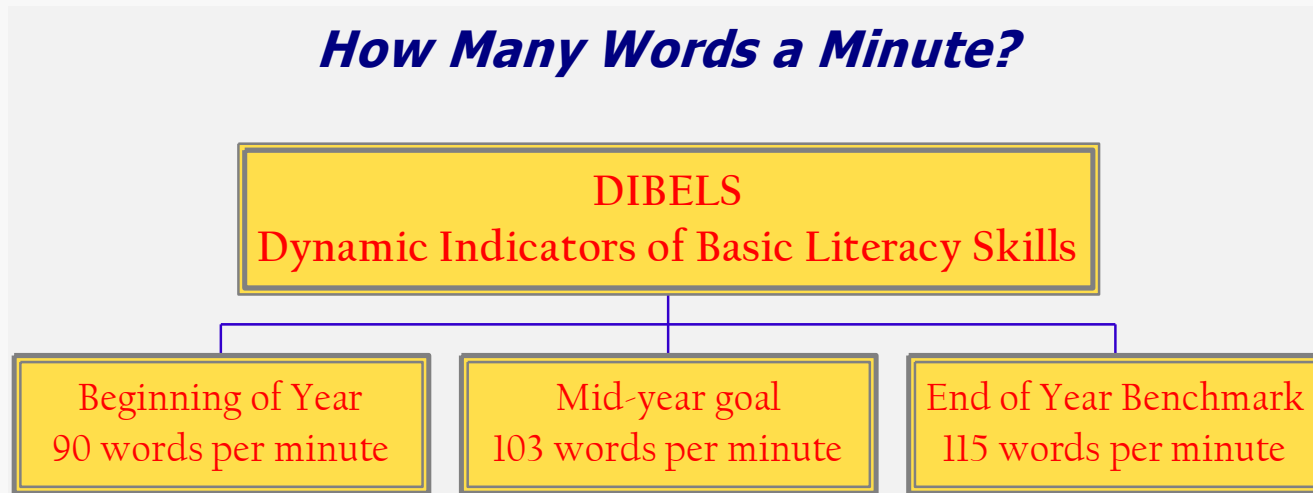 How Many Words a Minute?
DIBELS
Dynamic Indicators of Basic Literacy Skills
Beginning of Year
90 words per minute
Mid-year goal
103 words per minute
End of Year Benchmark
115 words per minute